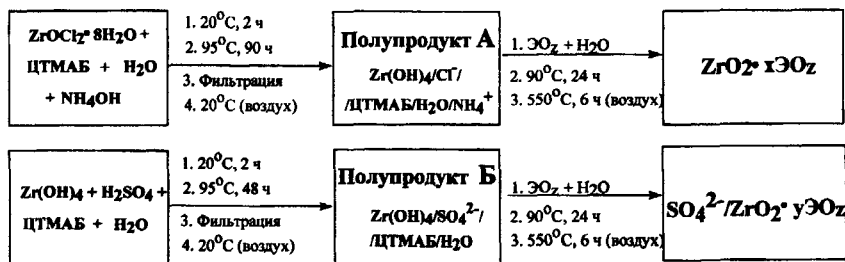 ZrOCl2• 8H2O +
ЦТМАБ + H2O
+ NH4OH
1. 20°C, 2 ч
2. 95°C, 90 ч
3. Фильтрация
4. 20°C (воздух)
Полупродукт А
Zr(OH)4/Cl⁻/
/ЦТМАБ/H2O/NH4⁺
1. ЭOz + H2O
2. 90°C, 24 ч
3. 550°C, 6 ч (воздух)
ZrO2• xЭOz
Zr(OH)4 + H2SO4 +
ЦТМАБ + H2O
1. 20°C, 2 ч
2. 95°C, 48 ч
3. Фильтрация
4. 20°C (воздух)
Полупродукт Б
Zr(OH)4/SO4²⁻/
/ЦТМАБ/H2O
1. ЭOz + H2O
2. 90°C, 24 ч
3. 550°C, 6 ч (воздух)
SO4²⁻/ZrO2• yЭOz